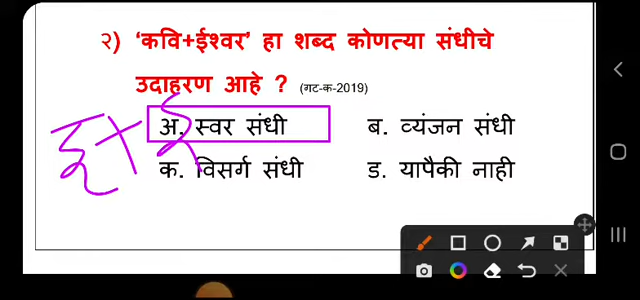 २) ‘कवि+ईश्वर’ हा शब्द कोणत्या संधीचे
उदाहरण आहे ? (गट-क-2019)
अ. स्वर संधी ब. व्यंजन संधी
क. विसर्ग संधी ड. यापैकी नाही
इ+ई